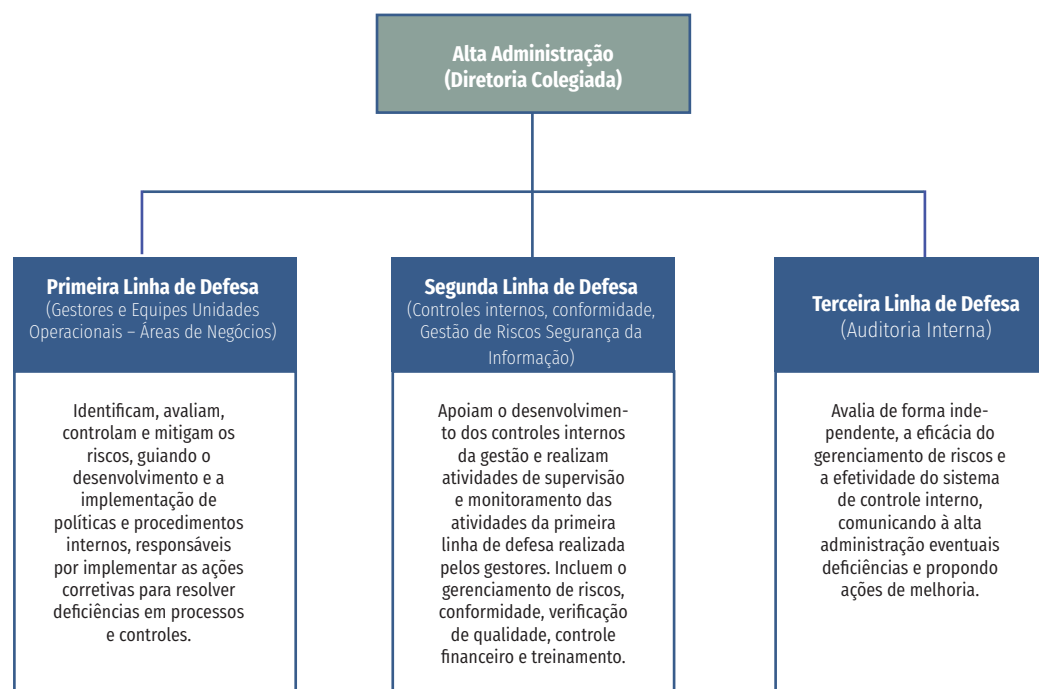 Alta Administração
(Diretoria Colegiada)
Primeira Linha de Defesa
(Gestores e Equipes Unidades
Operacionais – Áreas de Negócios)
Identificam, avaliam,
controlam e mitigam os
riscos, guiando o
desenvolvimento e a
implementação de
políticas e procedimentos
internos, responsáveis
por implementar as ações
corretivas para resolver
deficiências em processos
e controles.
Segunda Linha de Defesa
(Controles internos, conformidade,
Gestão de Riscos Segurança da
Informação)
Apoiam o desenvolvimen-
to dos controles internos
da gestão e realizam
atividades de supervisão
e monitoramento das
atividades da primeira
linha de defesa realizada
pelos gestores. Incluem o
gerenciamento de riscos,
conformidade, verificação
de qualidade, controle
financeiro e treinamento.
Terceira Linha de Defesa
(Auditoria Interna)
Avalia de forma inde-
pendente, a eficácia do
gerenciamento de riscos e
a efetividade do sistema
de controle interno,
comunicando à alta
administração eventuais
deficiências e propondo
ações de melhoria.